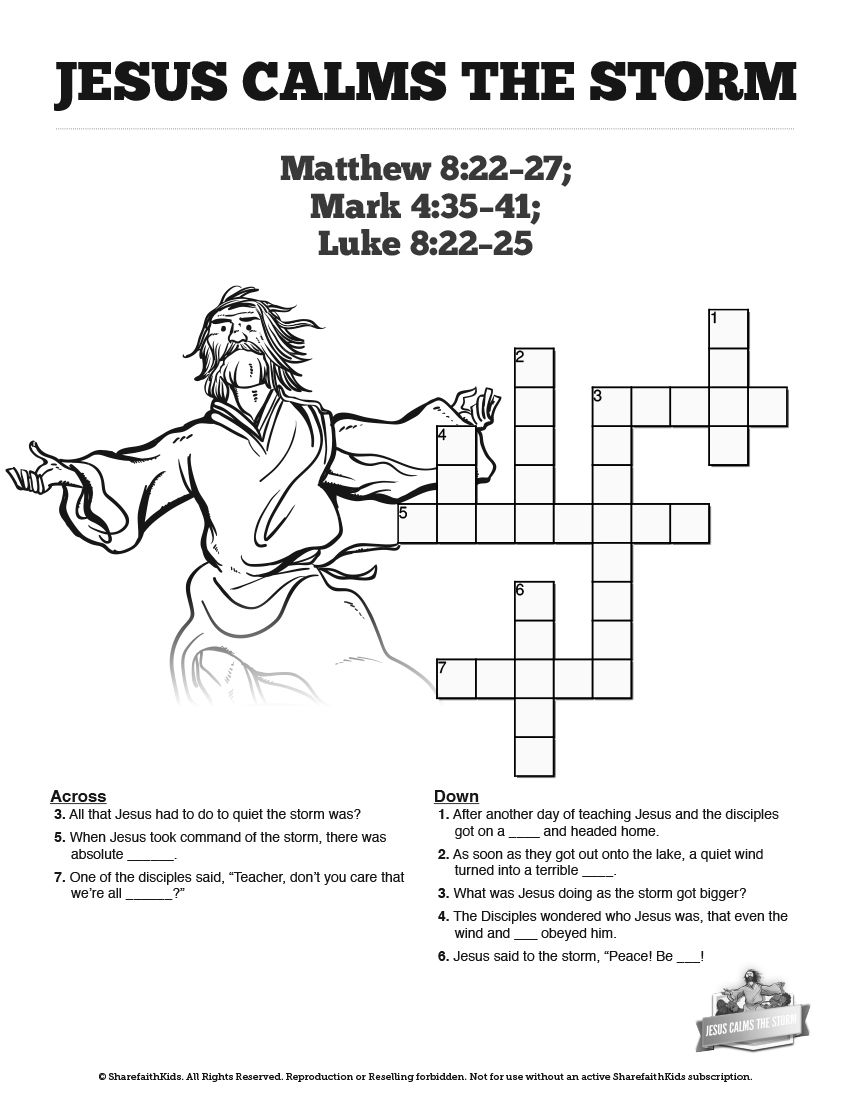 JESUS CALMS THE STORM
Matthew 8:22–27;
Mark 4:35–41;
Luke 8:22–25
1
2
3
4
5
6
7
Across
3. All that Jesus had to do to quiet the storm was?
5. When Jesus took command of the storm, there was
absolute ______.
7. One of the disciples said, “Teacher, don’t you care that
we’re all ______?”
Down
1. After another day of teaching Jesus and the disciples
got on a ____ and headed home.
2. As soon as they got out onto the lake, a quiet wind
turned into a terrible ____.
3. What was Jesus doing as the storm got bigger?
4. The Disciples wondered who Jesus was, that even the
wind and ___ obeyed him.
6. Jesus said to the storm, “Peace! Be ___!
JESUS CALMS THE STORM
© SharefaithKids. All Rights Reserved. Reproduction or Reselling forbidden. Not for use without an active SharefaithKids subscription.